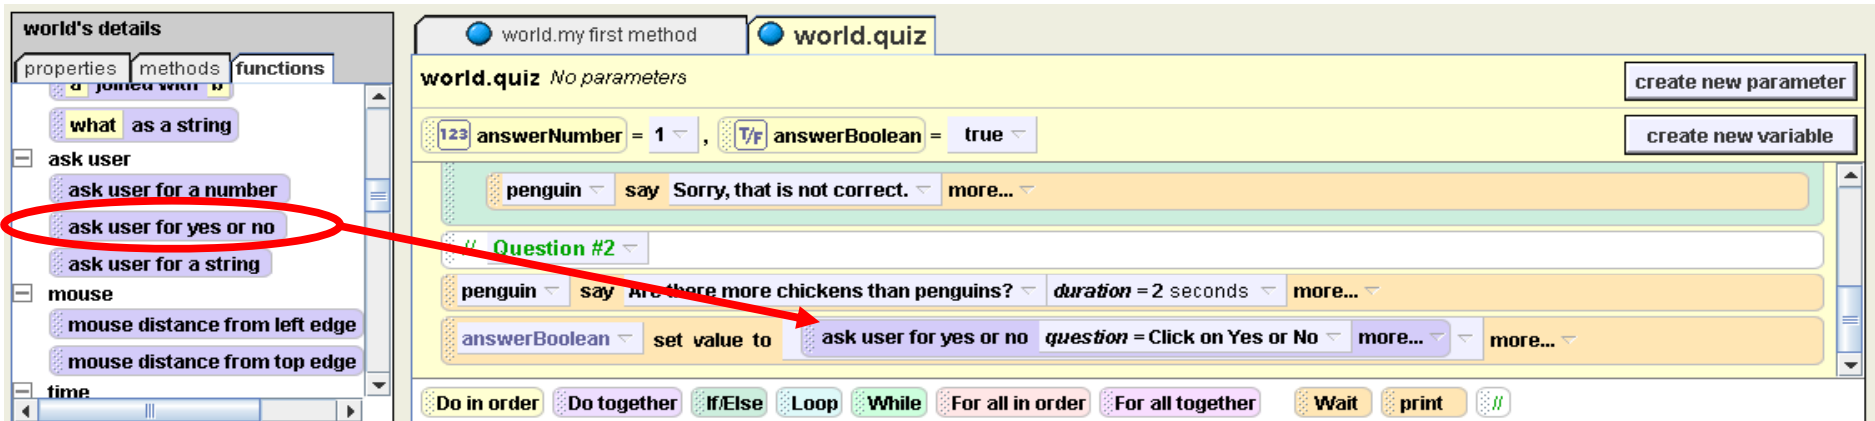 world's details
properties methods functions
a joined with b
what as a string
ask user
ask user for a number
ask user for yes or no
ask user for a string
mouse
mouse distance from left edge
mouse distance from top edge
time
world.my first method world.quiz
world.quiz No parameters
create new parameter
123 answerNumber = 1 , T/F answerBoolean = true
create new variable
penguin say Sorry, that is not correct. more...
// Question #2
penguin say Are there more chickens than penguins? duration = 2 seconds more...
answerBoolean set value to ask user for yes or no question = Click on Yes or No more... more...
Do in order Do together If/Else Loop While For all in order For all together Wait print //